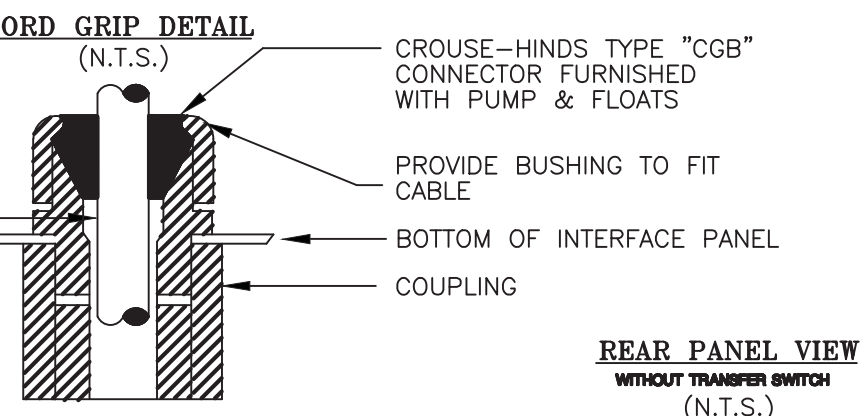 ORD GRIP DETAIL
(N.T.S.)
CROUSE-HINDS TYPE "CGB"
CONNECTOR FURNISHED
WITH PUMP & FLOATS
PROVIDE BUSHING TO FIT
CABLE
BOTTOM OF INTERFACE PANEL
COUPLING
REAR PANEL VIEW
WITHOUT TRANSFER SWITCH
(N.T.S.)